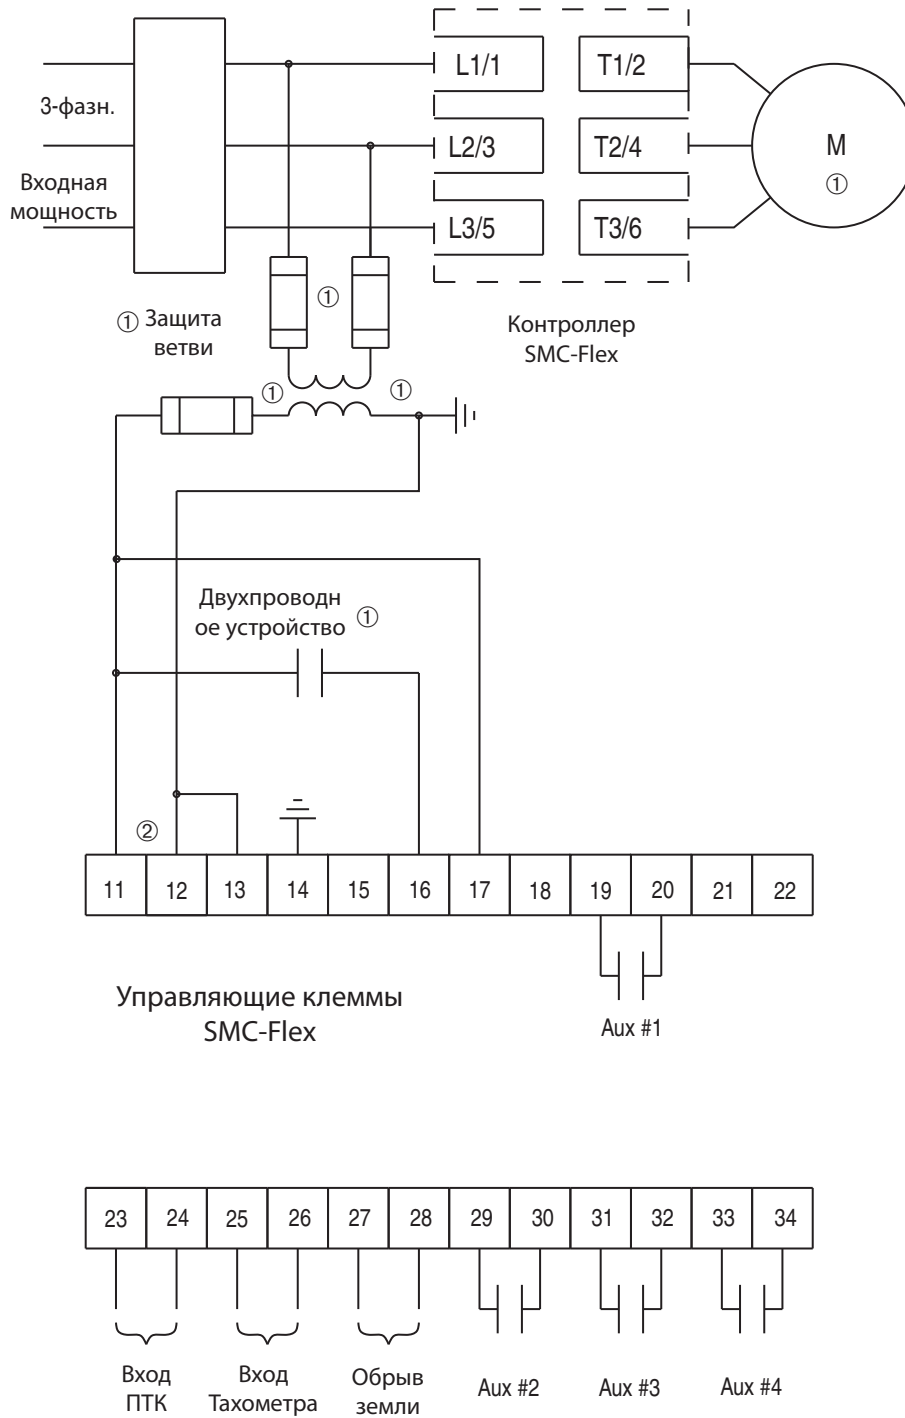 L1/1 T1/2
3-фазн.
L2/3 T2/4 M
①
Входная
мощность
L3/5 T3/6
①
① Защита
ветви
Контроллер
SMC-Flex
① ①
Двухпроводн
ое устройство ①
②
11 12 13 14 15 16 17 18 19 20 21 22
Управляющие клеммы
SMC-Flex
Aux #1
23 24 25 26 27 28 29 30 31 32 33 34
Вход
ПТК
Вход
Тахометра
Обрыв
земли
Aux #2 Aux #3 Aux #4